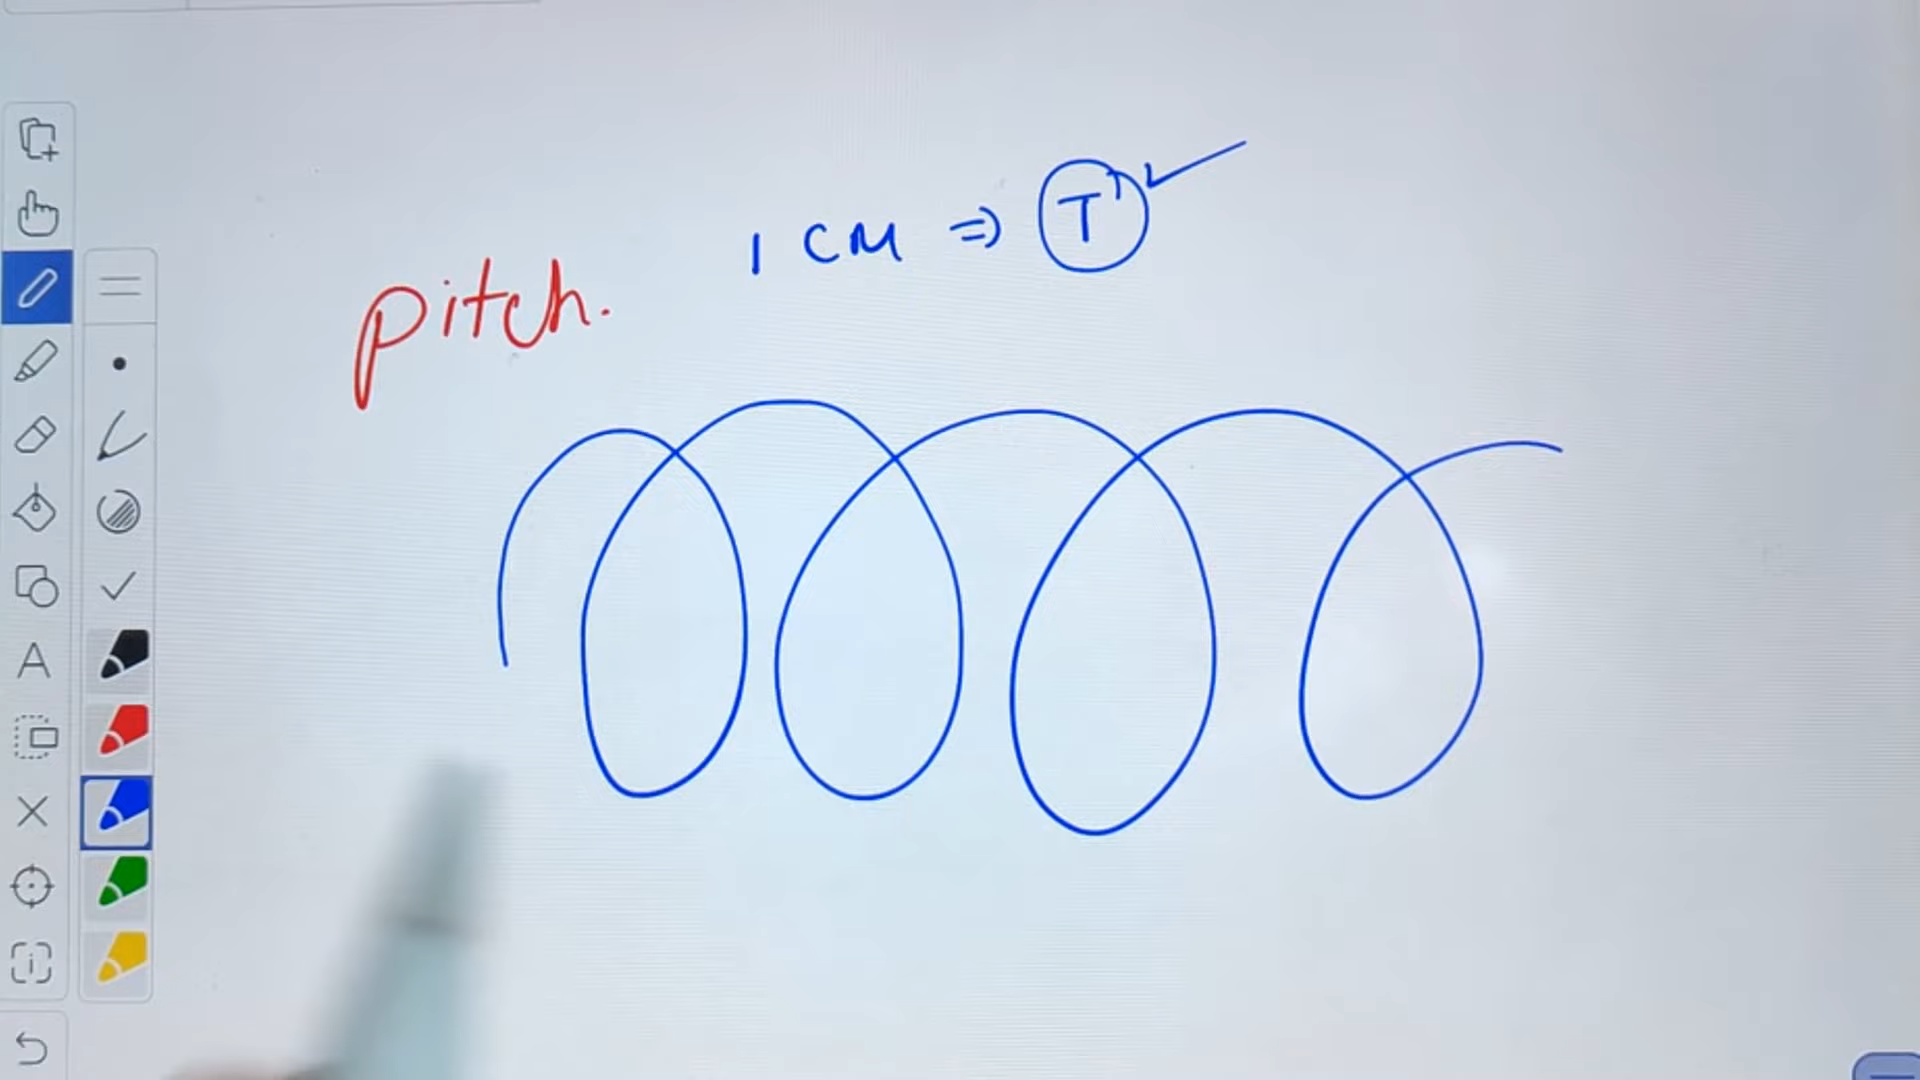 1 CM ⇒ T
pitch.
A